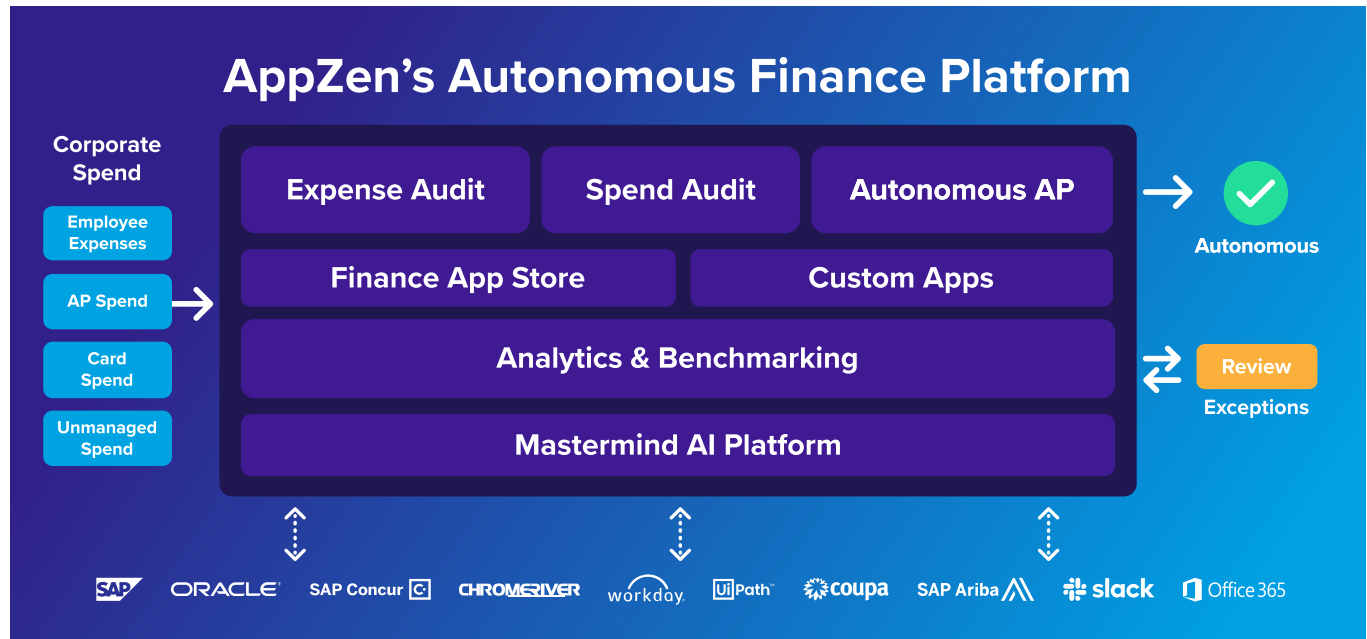 AppZen's Autonomous Finance Platform
Corporate
Spend
Employee
Expenses
AP Spend
Card
Spend
Unmanaged
Spend
Expense Audit
Spend Audit
Autonomous AP
Finance App Store
Custom Apps
Analytics & Benchmarking
Mastermind AI Platform
Autonomous
Review
Exceptions
SAP
ORACLE
SAP Concur C.
CHROMERIVER
workday.
UiPath™
coupa
SAP Ariba
slack
Office 365